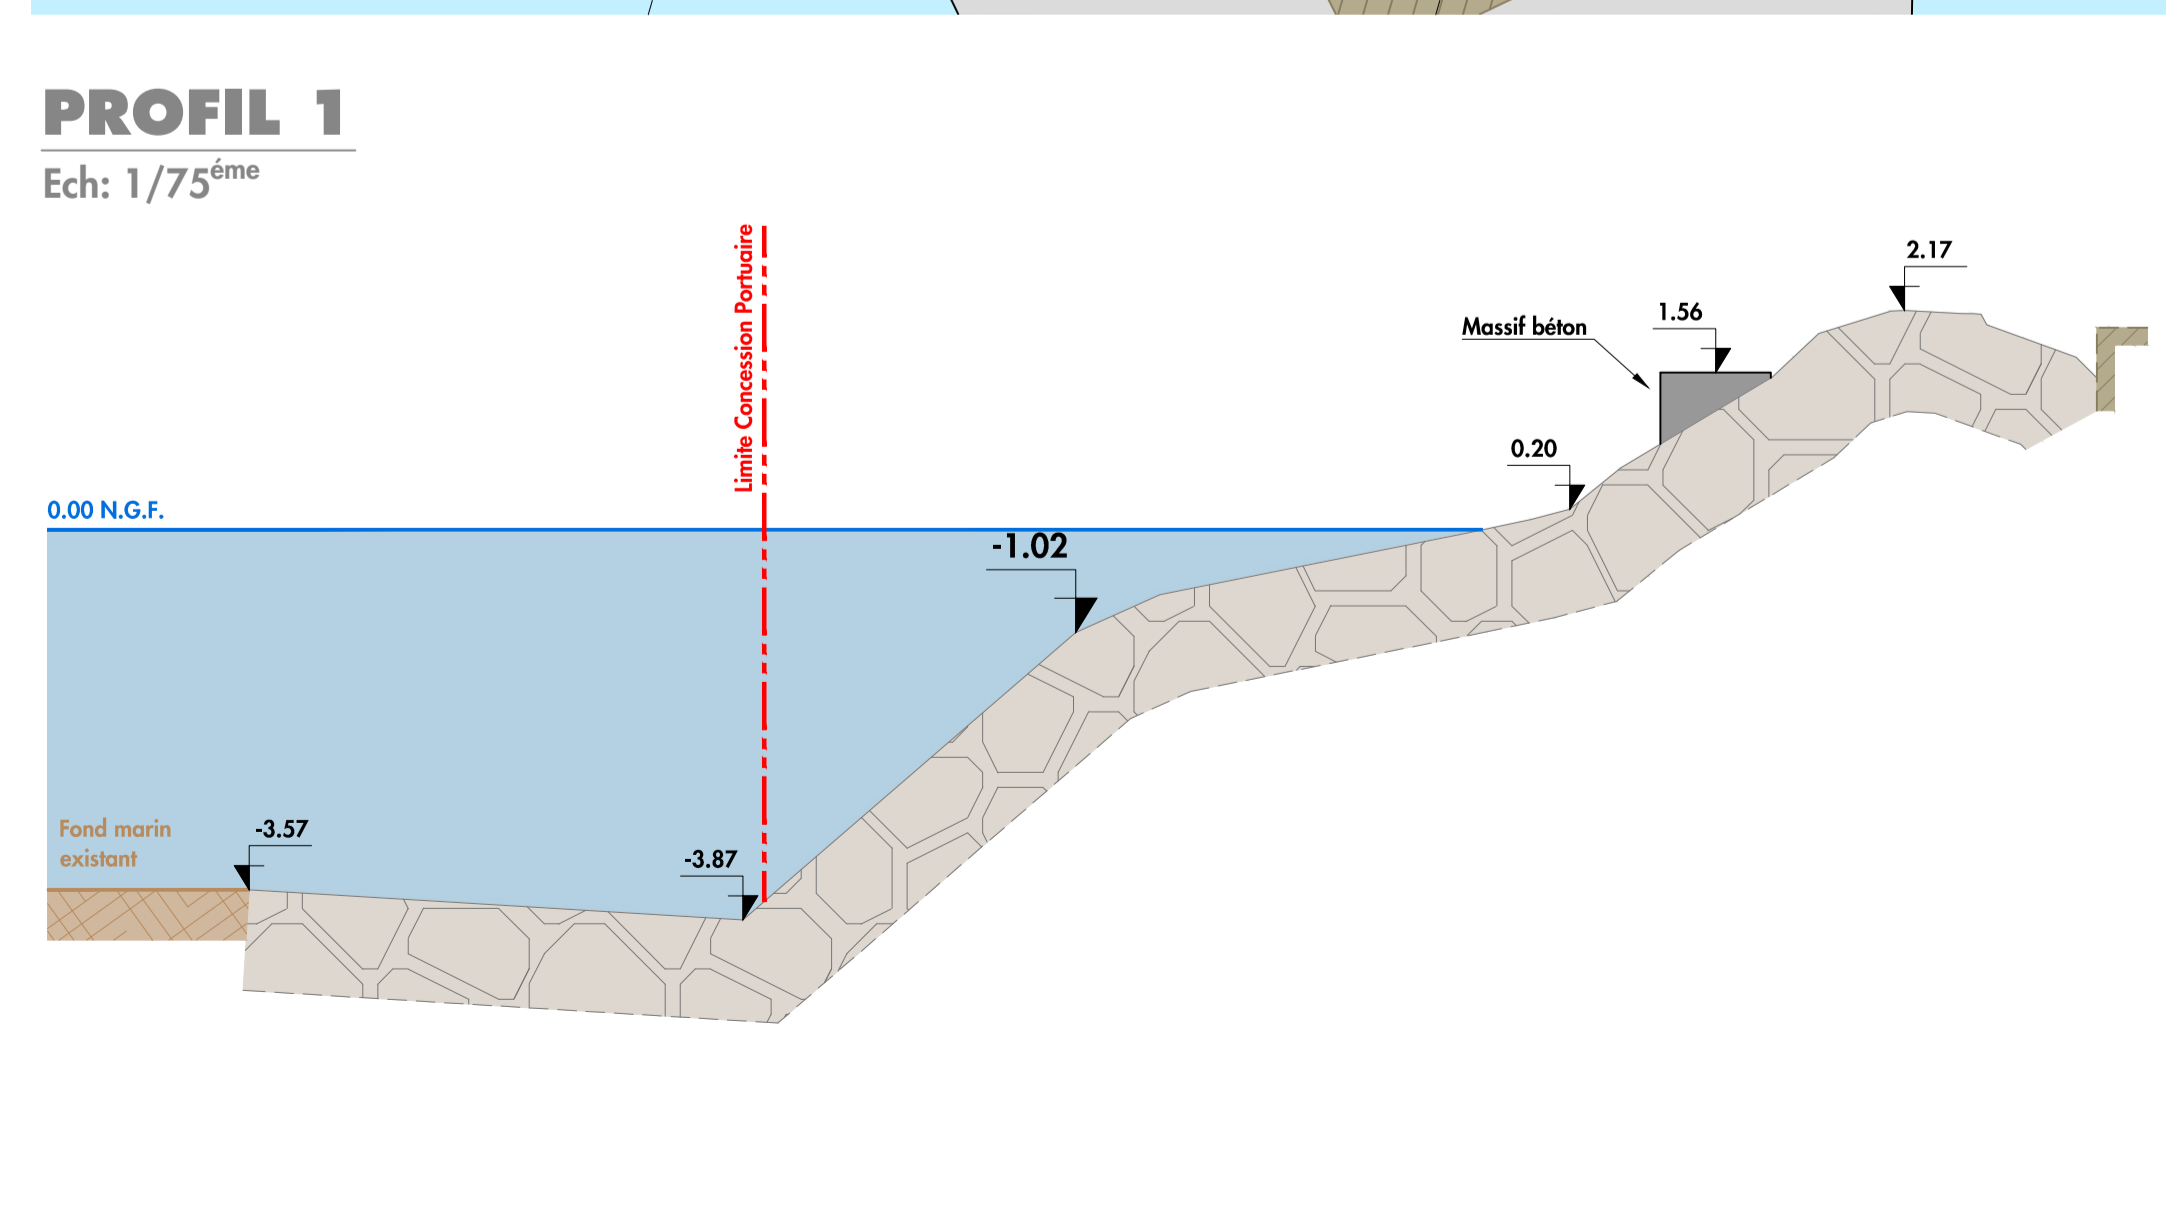 PROFIL 1
Ech: 1/75éme
Limite Concession Portuaire
2.17
1.56
Massif béton
0.20
0.00 N.G.F.
-1.02
Fond marin
existant
-3.57
-3.87